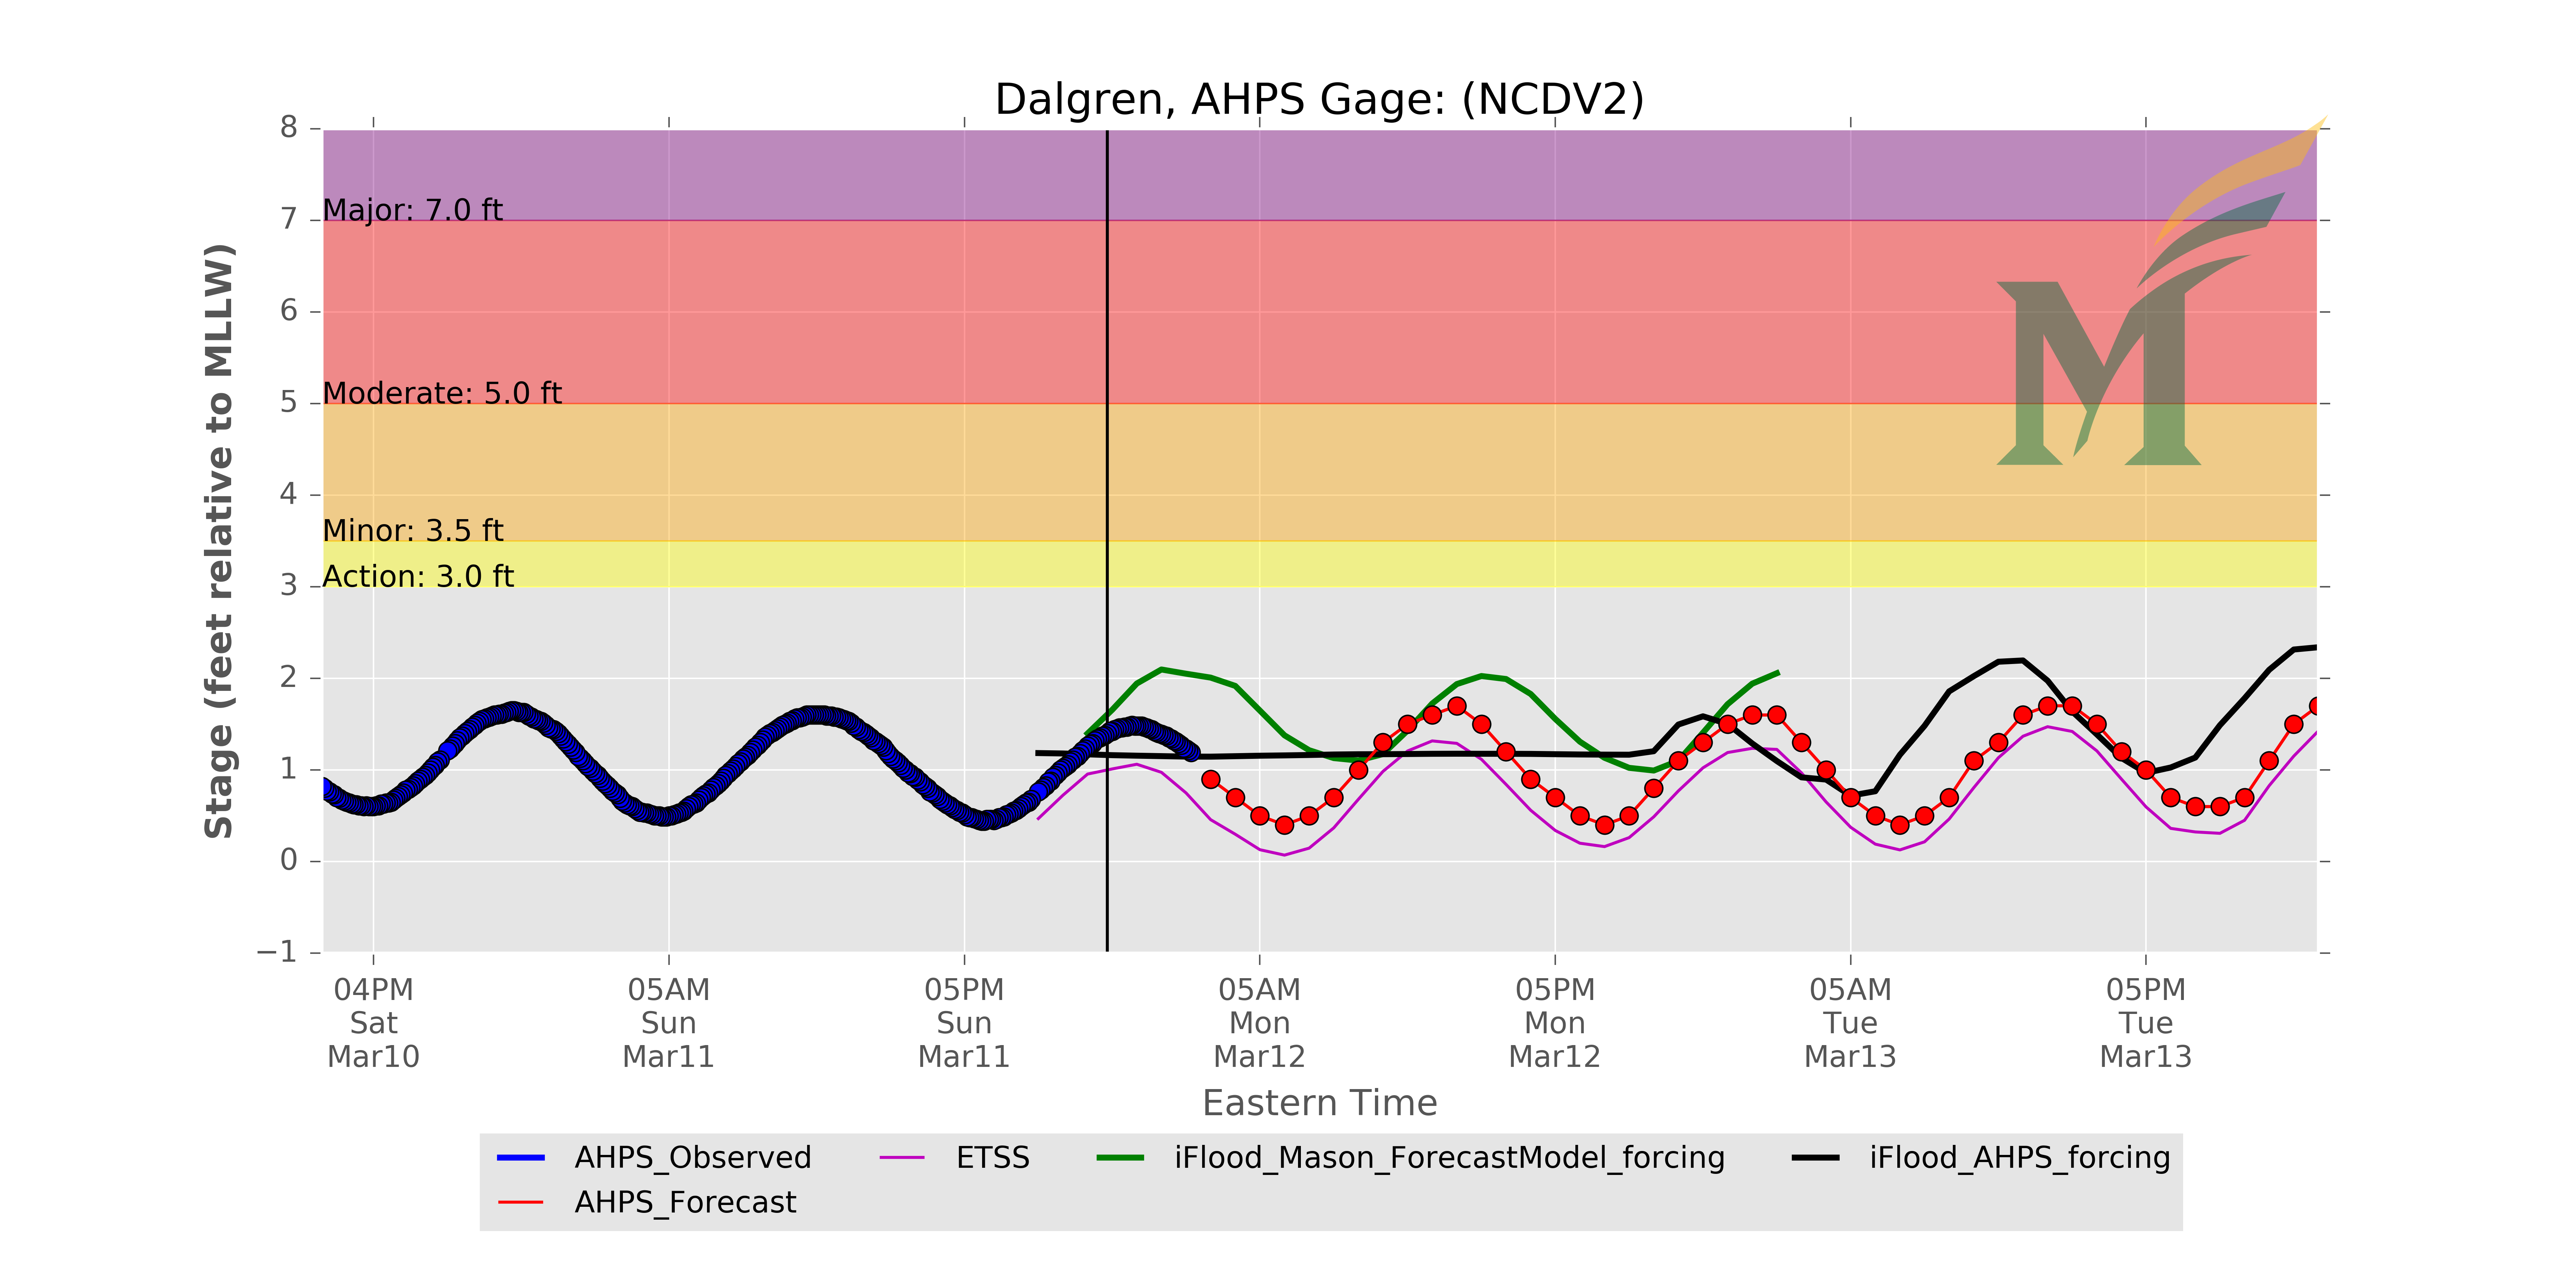 Dalgren, AHPS Gage: (NCDV2)
8
7
6
5
4
3
2
1
0
−1
Stage (feet relative to MLLW)
Major: 7.0 ft
Moderate: 5.0 ft
Minor: 3.5 ft
Action: 3.0 ft
M
04PM
Sat
Mar10
05AM
Sun
Mar11
05PM
Sun
Mar11
05AM
Mon
Mar12
05PM
Mon
Mar12
05AM
Tue
Mar13
05PM
Tue
Mar13
Eastern Time
AHPS_Observed
AHPS_Forecast
ETSS
iFlood_Mason_ForecastModel_forcing
iFlood_AHPS_forcing